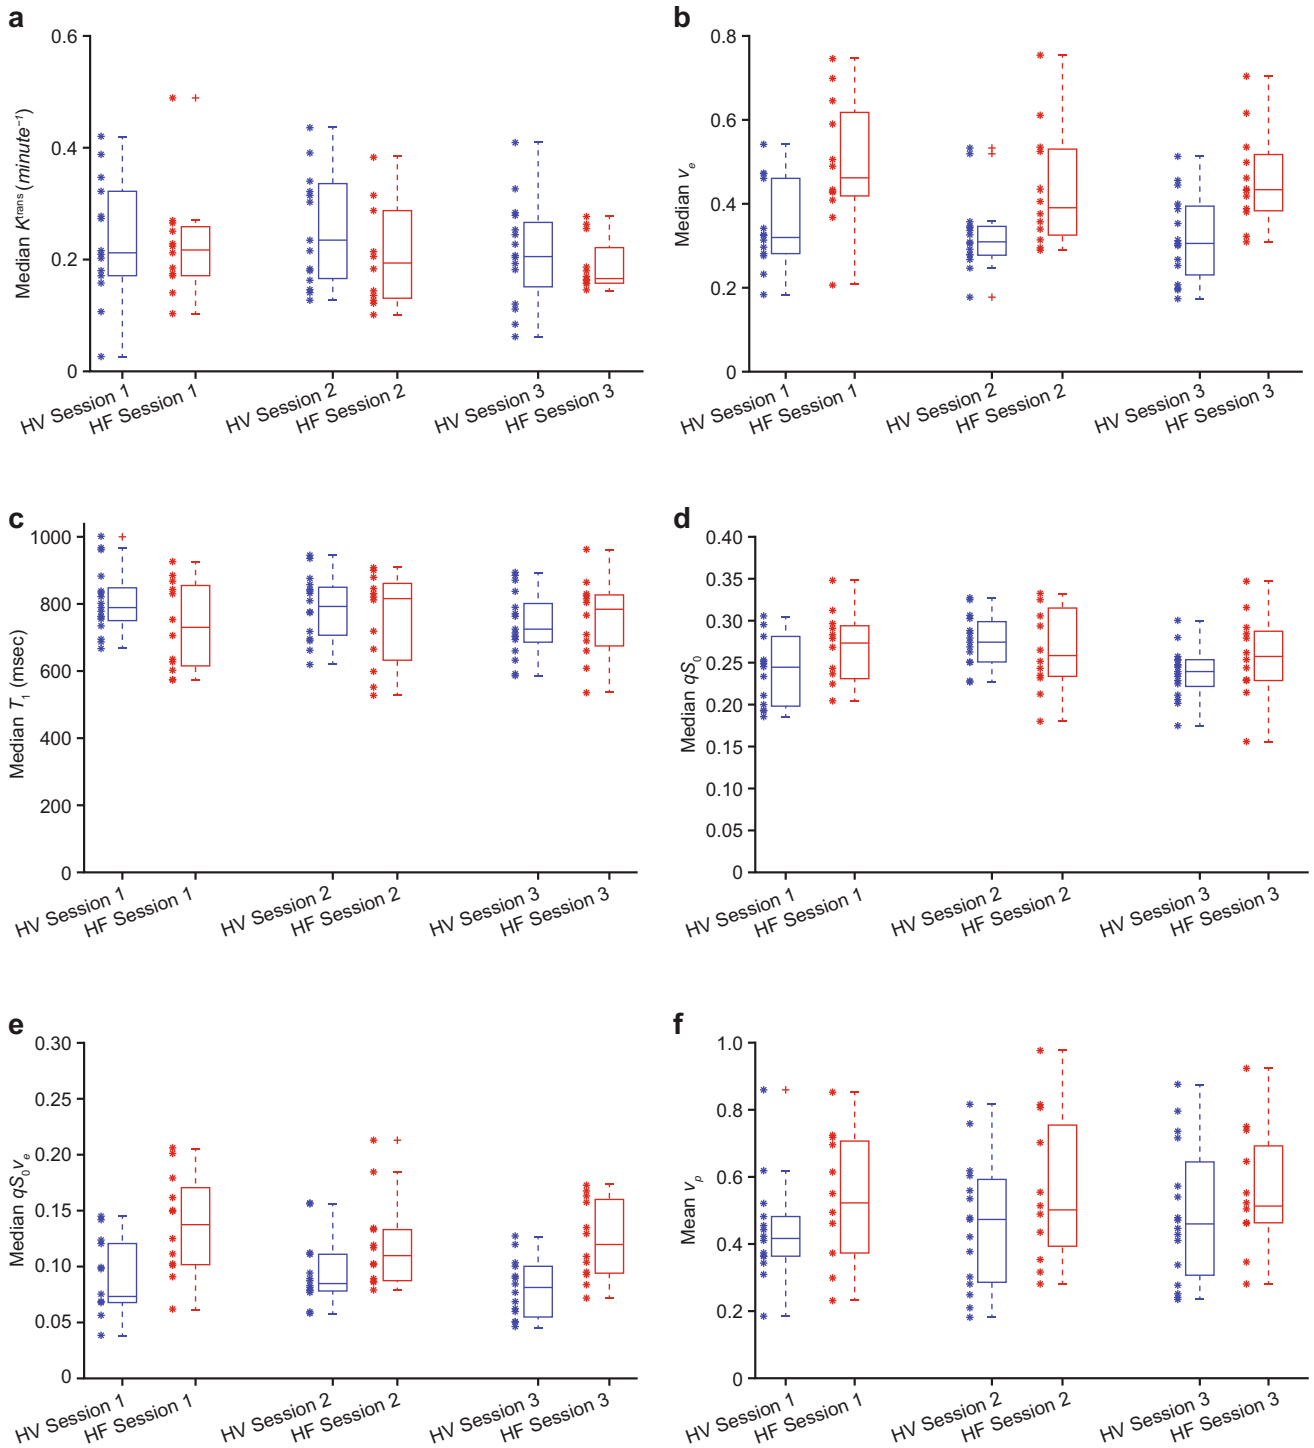 a
0.6
0.4
0.2
0
Median Kᵗʳᵃⁿˢ (minute⁻¹)
HV Session 1
HF Session 1
HV Session 2
HF Session 2
HV Session 3
HF Session 3
b
0.8
0.6
0.4
0.2
0
Median vₑ
HV Session 1
HF Session 1
HV Session 2
HF Session 2
HV Session 3
HF Session 3
c
1000
800
600
400
200
0
Median T₁ (msec)
HV Session 1
HF Session 1
HV Session 2
HF Session 2
HV Session 3
HF Session 3
d
0.40
0.35
0.30
0.25
0.20
0.15
0.10
0.05
0
Median qS₀
HV Session 1
HF Session 1
HV Session 2
HF Session 2
HV Session 3
HF Session 3
e
0.30
0.25
0.20
0.15
0.10
0.05
0
Median qS₀vₑ
HV Session 1
HF Session 1
HV Session 2
HF Session 2
HV Session 3
HF Session 3
f
1.0
0.8
0.6
0.4
0.2
0
Mean vₚ
HV Session 1
HF Session 1
HV Session 2
HF Session 2
HV Session 3
HF Session 3